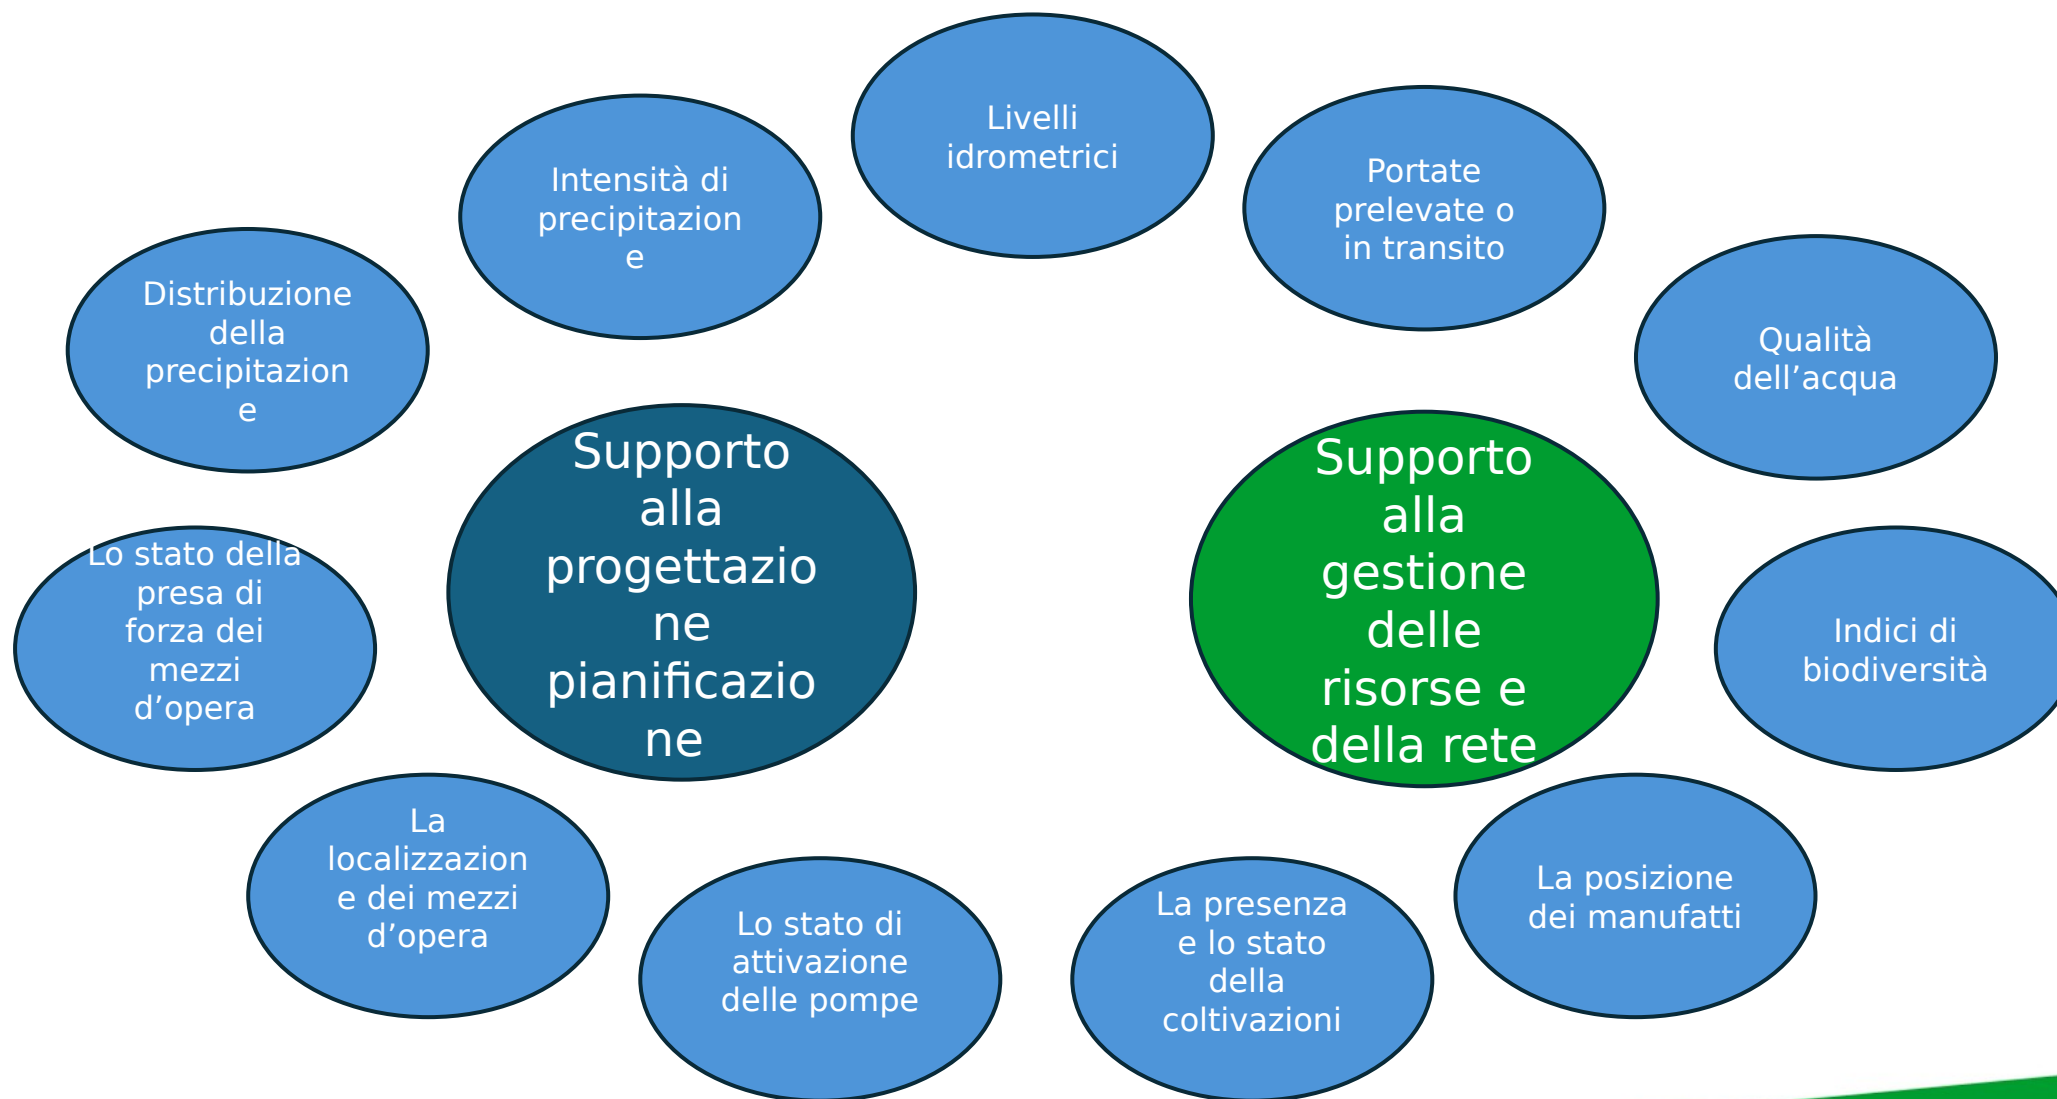 Livelli
idrometrici
Intensità di
precipitazion
e
Portate
prelevate o
in transito
Distribuzione
della
precipitazion
e
Qualità
dell’acqua
Supporto
alla
progettazio
ne
pianificazio
ne
Supporto
alla
gestione
delle
risorse e
della rete
Lo stato della
presa di
forza dei
mezzi
d’opera
Indici di
biodiversità
La
localizzazion
e dei mezzi
d’opera
Lo stato di
attivazione
delle pompe
La presenza
e lo stato
della
coltivazioni
La posizione
dei manufatti